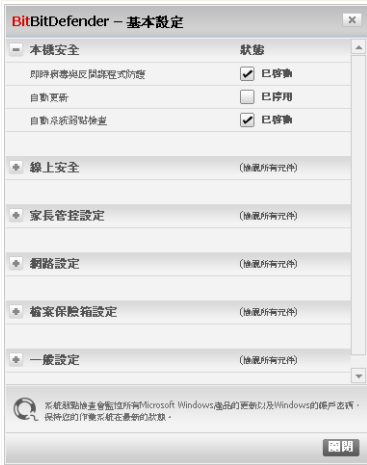 BitBitDefender – 基本設定
本機安全 狀態
即時病毒與反間諜程式防護 已啟動
自動更新 已停用
自動系統弱點檢查 已啟動
線上安全 (檢視所有元件)
家長管控設定 (檢視所有元件)
網路設定 (檢視所有元件)
檔案保險箱設定 (檢視所有元件)
一般設定 (檢視所有元件)
系統弱點檢查會監控所有Microsoft Windows產品的更新以及Windows的帳戶密碼，
保持您的作業系統在最新的狀態。
關閉